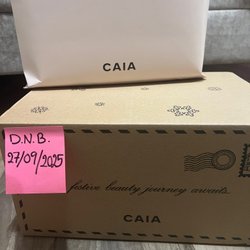 CAIA
D.N.B.
27/09/2025
festive beauty journey awaits.
CAIA